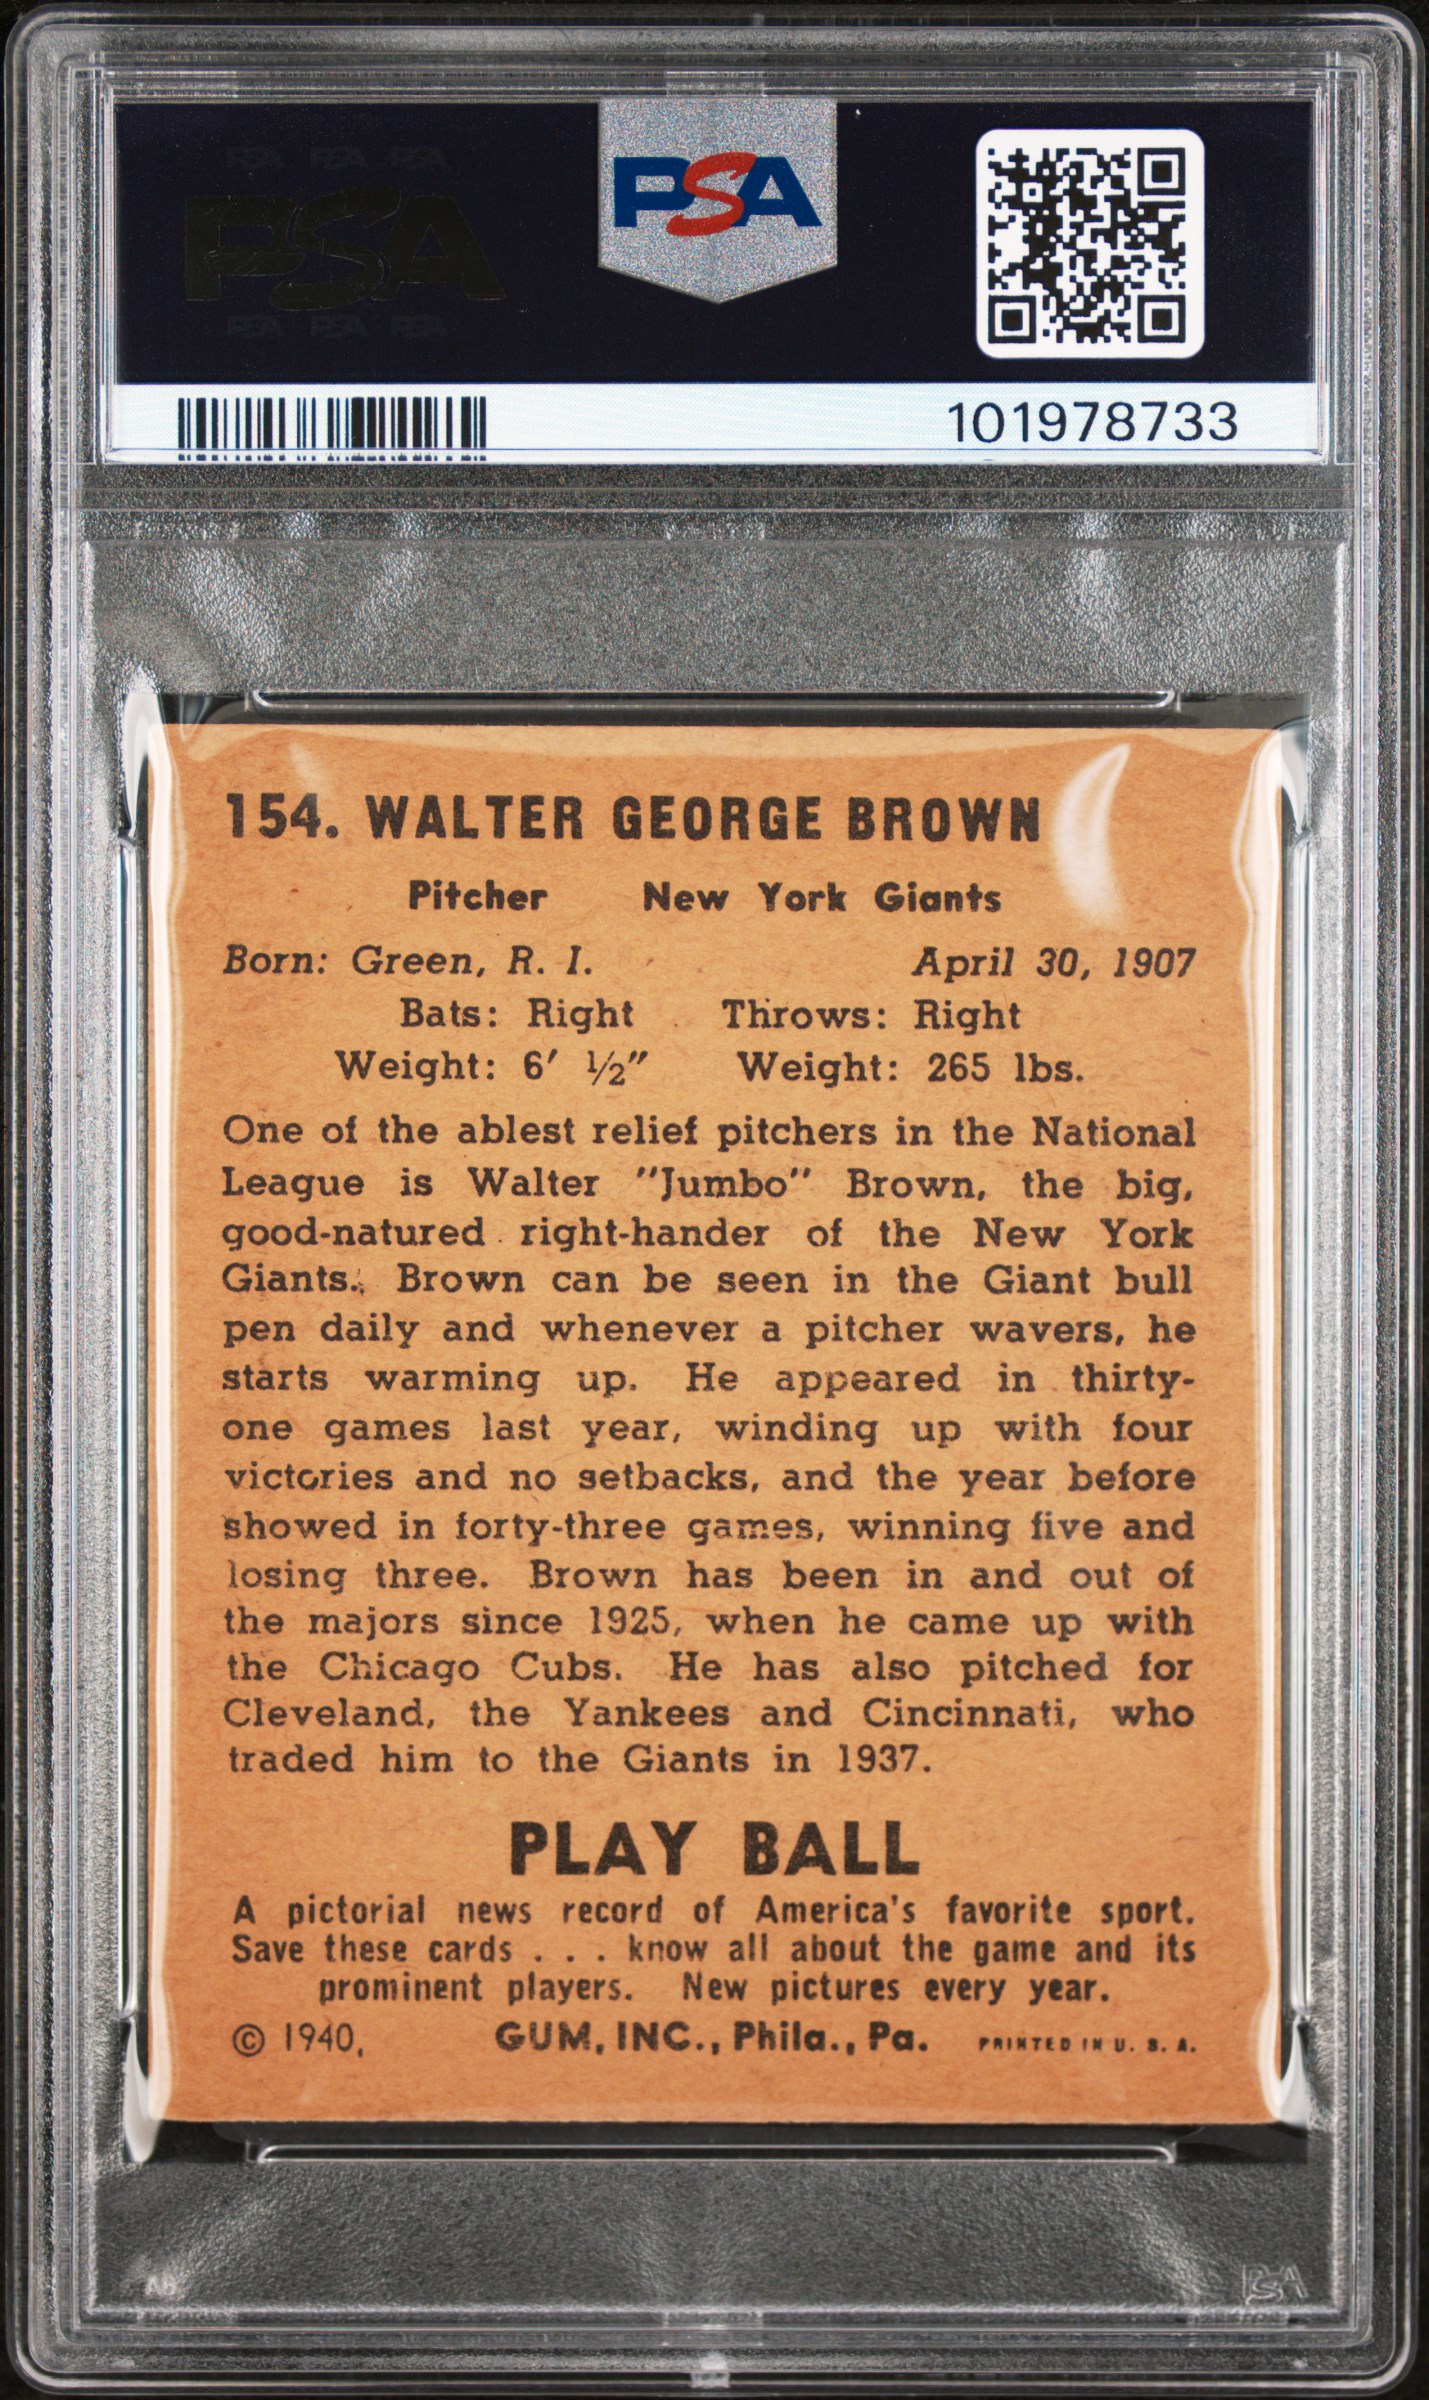 PSA
PSA PSA PSA
PSA
PSA PSA PSA
101978733
154. WALTER GEORGE BROWN
Pitcher New York Giants
Born: Green, R. I. April 30, 1907
Bats: Right Throws: Right
Weight: 6' 1/2" Weight: 265 lbs.
One of the ablest relief pitchers in the National
League is Walter "Jumbo" Brown, the big,
good-natured right-hander of the New York
Giants. Brown can be seen in the Giant bull
pen daily and whenever a pitcher wavers, he
starts warming up. He appeared in thirty-
one games last year, winding up with four
victories and no setbacks, and the year before
showed in forty-three games, winning five and
losing three. Brown has been in and out of
the majors since 1925, when he came up with
the Chicago Cubs. He has also pitched for
Cleveland, the Yankees and Cincinnati, who
traded him to the Giants in 1937.
PLAY BALL
A pictorial news record of America's favorite sport.
Save these cards . . . know all about the game and its
prominent players. New pictures every year.
© 1940, GUM, INC., Phila., Pa. PRINTED IN U. S. A.
PSA